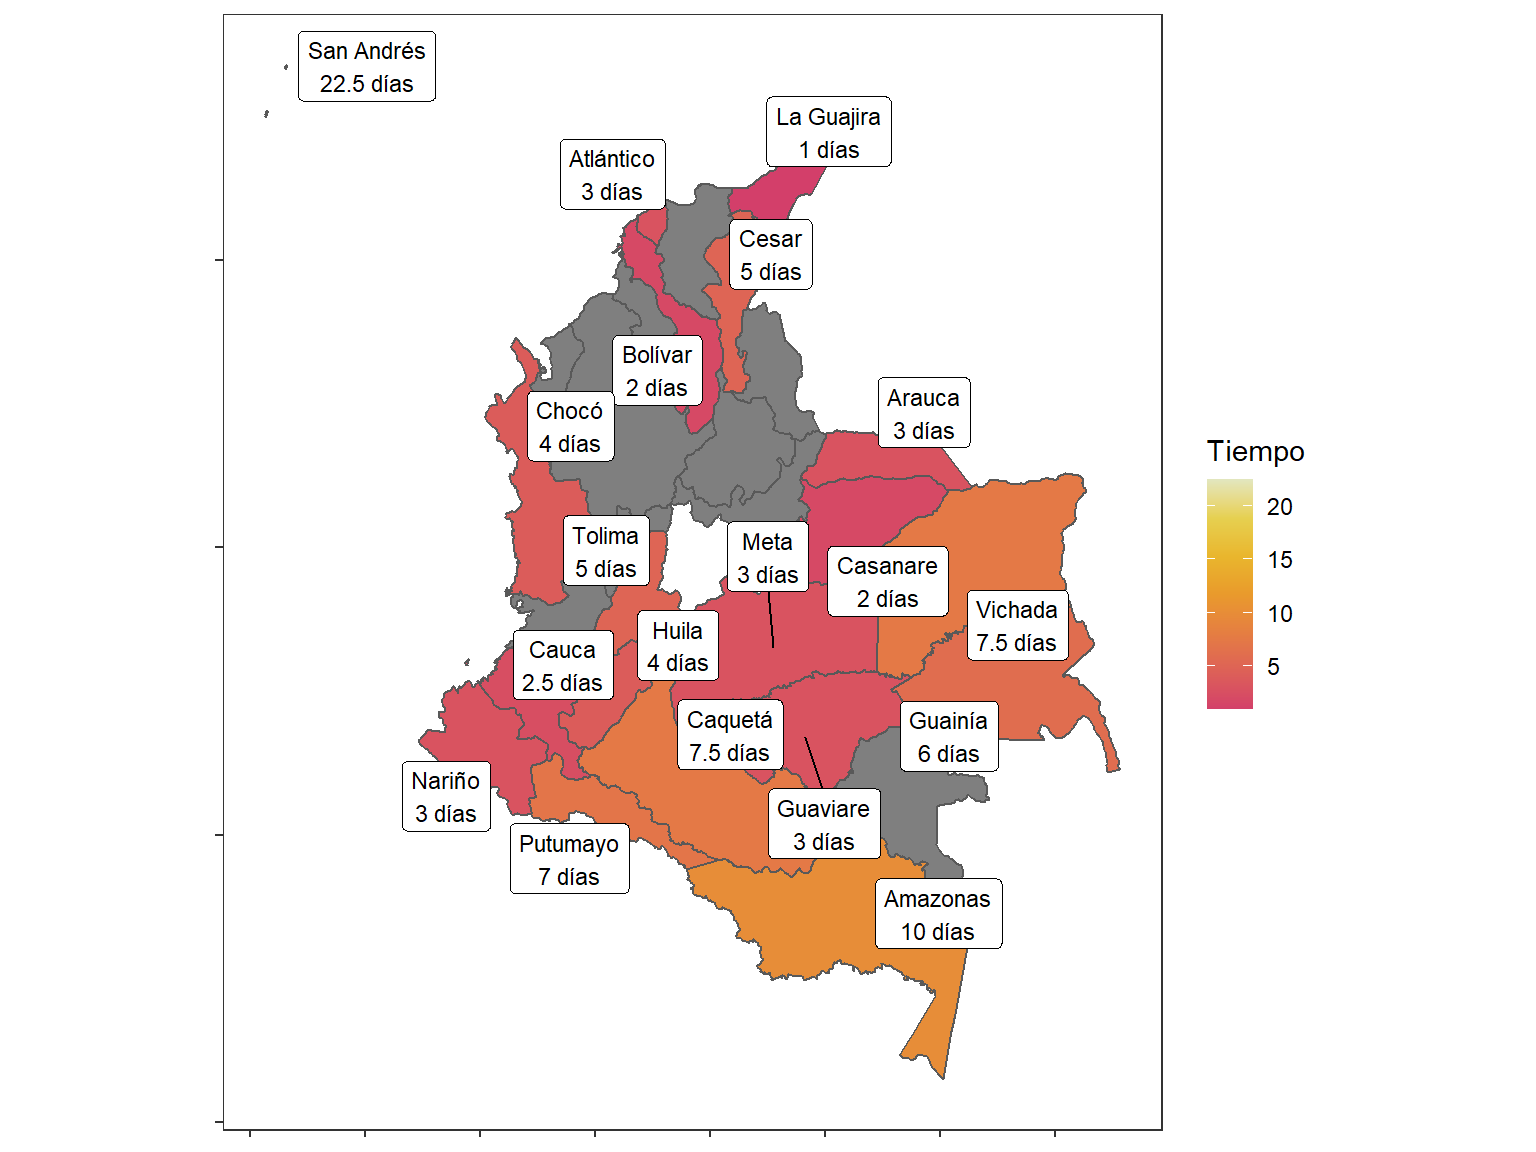 San Andrés
22.5 días
La Guajira
1 días
Atlántico
3 días
Cesar
5 días
Bolívar
2 días
Arauca
3 días
Chocó
4 días
Tiempo
20
15
10
5
Tolima
5 días
Meta
3 días
Casanare
2 días
Vichada
7.5 días
Huila
4 días
Cauca
2.5 días
Caquetá
7.5 días
Guainía
6 días
Nariño
3 días
Guaviare
3 días
Putumayo
7 días
Amazonas
10 días